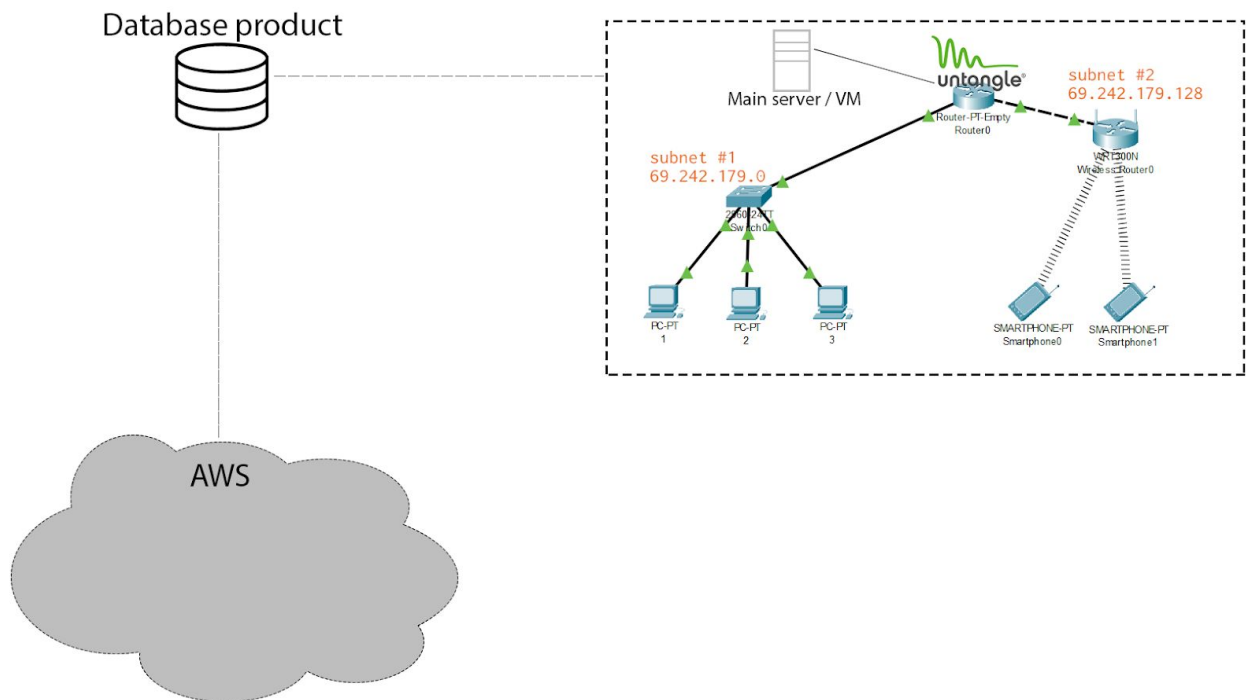 Database product
untangle®
Main server / VM
Router-PT-Empty
Router0
subnet #2
69.242.179.128
WRT300N
Wireless Router0
subnet #1
69.242.179.0
2960-24TT
Switch0
PC-PT
1
PC-PT
2
PC-PT
3
SMARTPHONE-PT
Smartphone0
SMARTPHONE-PT
Smartphone1
AWS